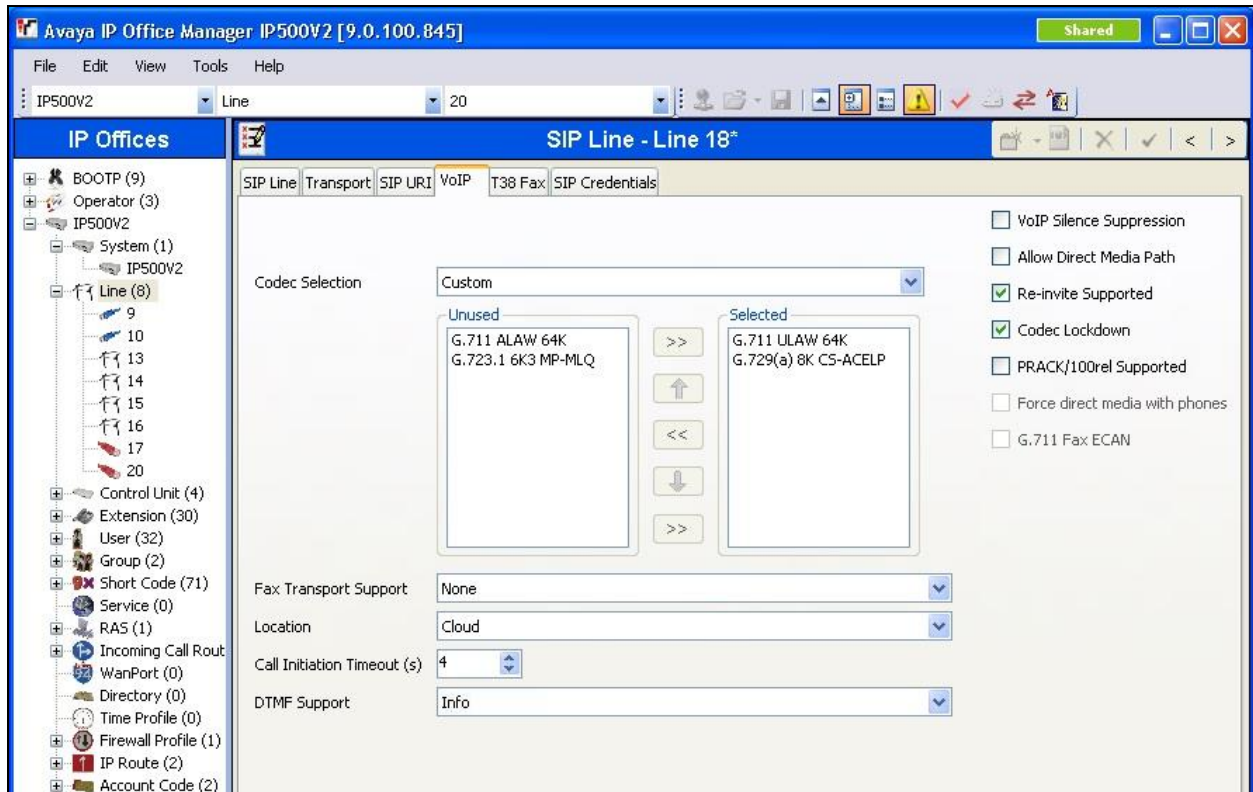 Avaya IP Office Manager IP500V2 [9.0.100.845]
Shared
File Edit View Tools Help
IP500V2 Line 20
IP Offices
BOOTP (9)
Operator (3)
IP500V2
System (1)
IP500V2
Line (8)
9
10
13
14
15
16
17
20
Control Unit (4)
Extension (30)
User (32)
Group (2)
Short Code (71)
Service (0)
RAS (1)
Incoming Call Rout
WanPort (0)
Directory (0)
Time Profile (0)
Firewall Profile (1)
IP Route (2)
Account Code (2)
SIP Line - Line 18*
SIP Line Transport SIP URI VoIP T38 Fax SIP Credentials
Codec Selection Custom
Unused
G.711 ALAW 64K
G.723.1 6K3 MP-MLQ
>>
<<
>>
Selected
G.711 ULAW 64K
G.729(a) 8K CS-ACELP
Fax Transport Support None
Location Cloud
Call Initiation Timeout (s) 4
DTMF Support Info
VoIP Silence Suppression
Allow Direct Media Path
Re-invite Supported
Codec Lockdown
PRACK/100rel Supported
Force direct media with phones
G.711 Fax ECAN